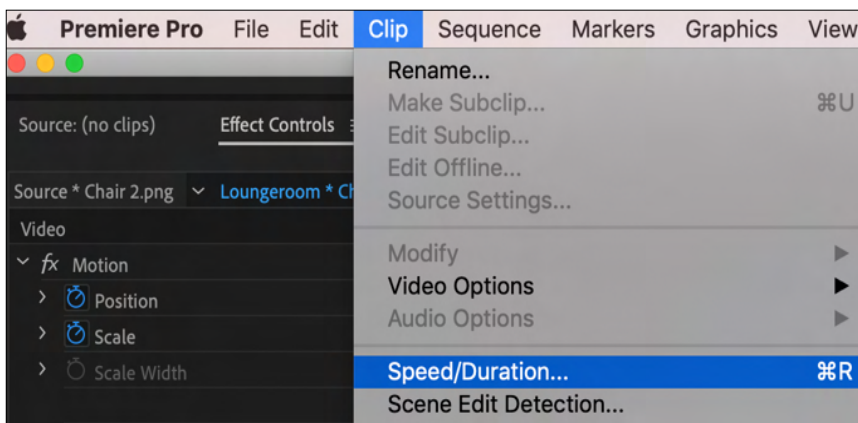 Premiere Pro File Edit Clip Sequence Markers Graphics View
Rename...
Make Subclip... ⌘U
Edit Subclip...
Edit Offline...
Source Settings...
Modify
Video Options
Audio Options
Speed/Duration... ⌘R
Scene Edit Detection...
Source: (no clips) Effect Controls
Source * Chair 2.png Loungeroom *
Video
fx Motion
Position
Scale
Scale Width